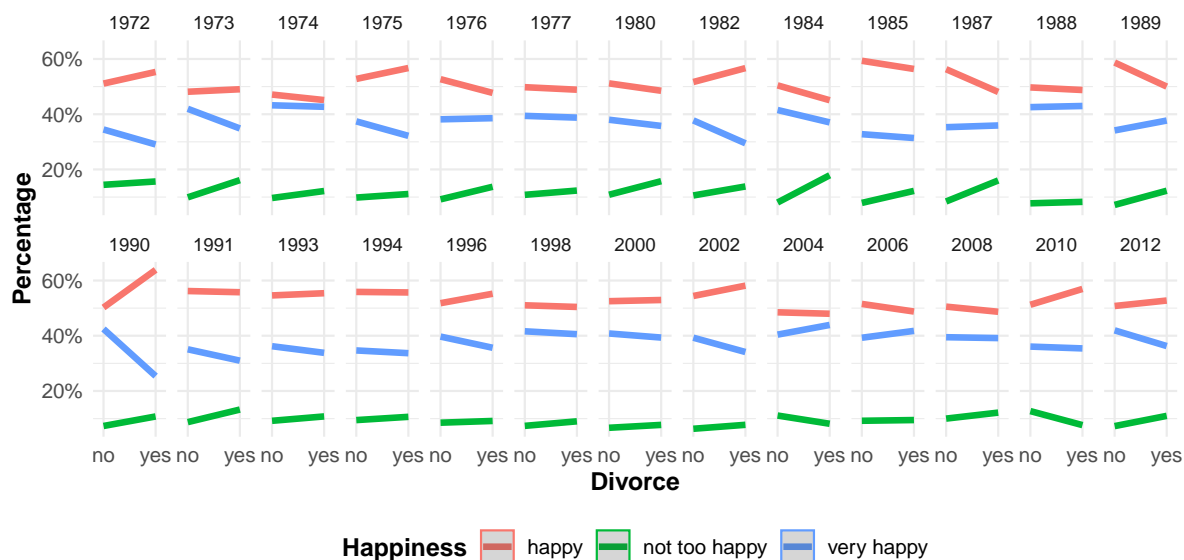 1972 1973 1974 1975 1976 1977 1980 1982 1984 1985 1987 1988 1989
60%
40%
20%
1990 1991 1993 1994 1996 1998 2000 2002 2004 2006 2008 2010 2012
60%
40%
20%
Percentage
no yes no yes no yes no yes no yes no yes no yes no yes no yes no yes no yes no yes no yes
Divorce
Happiness happy not too happy very happy